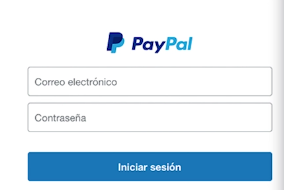 PayPal
Correo electrónico
Contraseña
Iniciar sesión